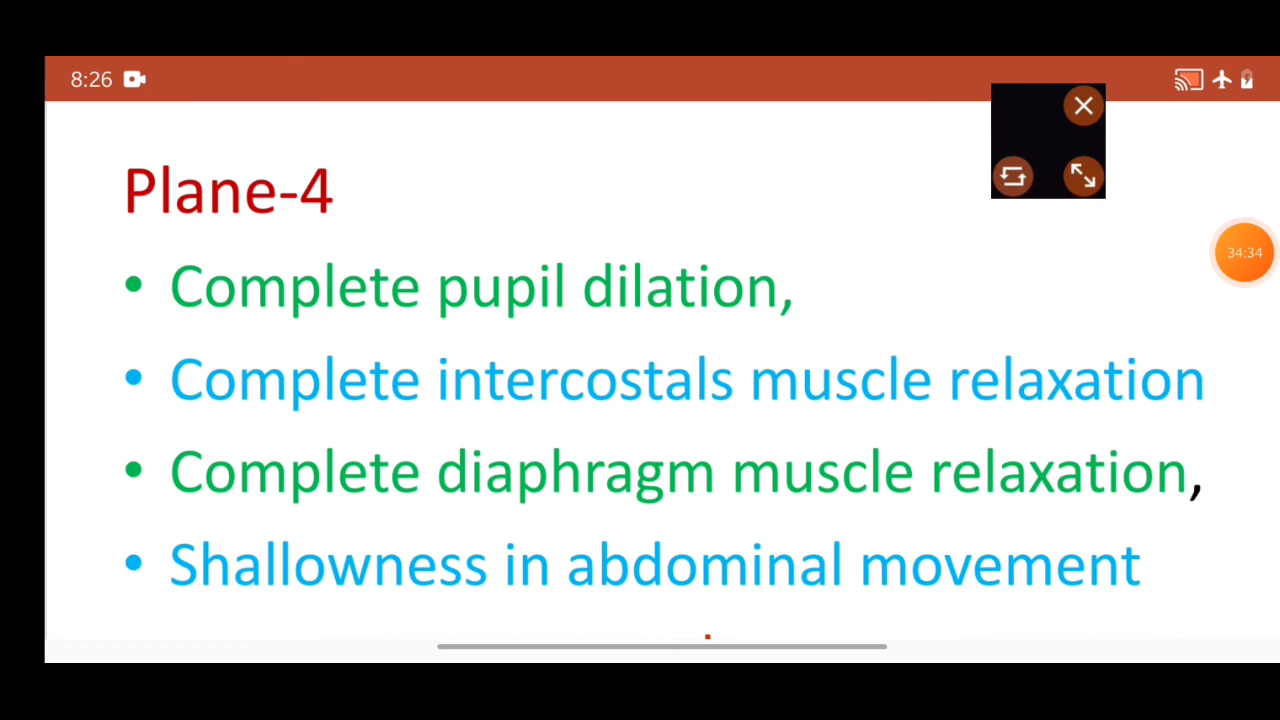 8:26
Plane-4
34:34
• Complete pupil dilation,
• Complete intercostals muscle relaxation
• Complete diaphragm muscle relaxation,
• Shallowness in abdominal movement